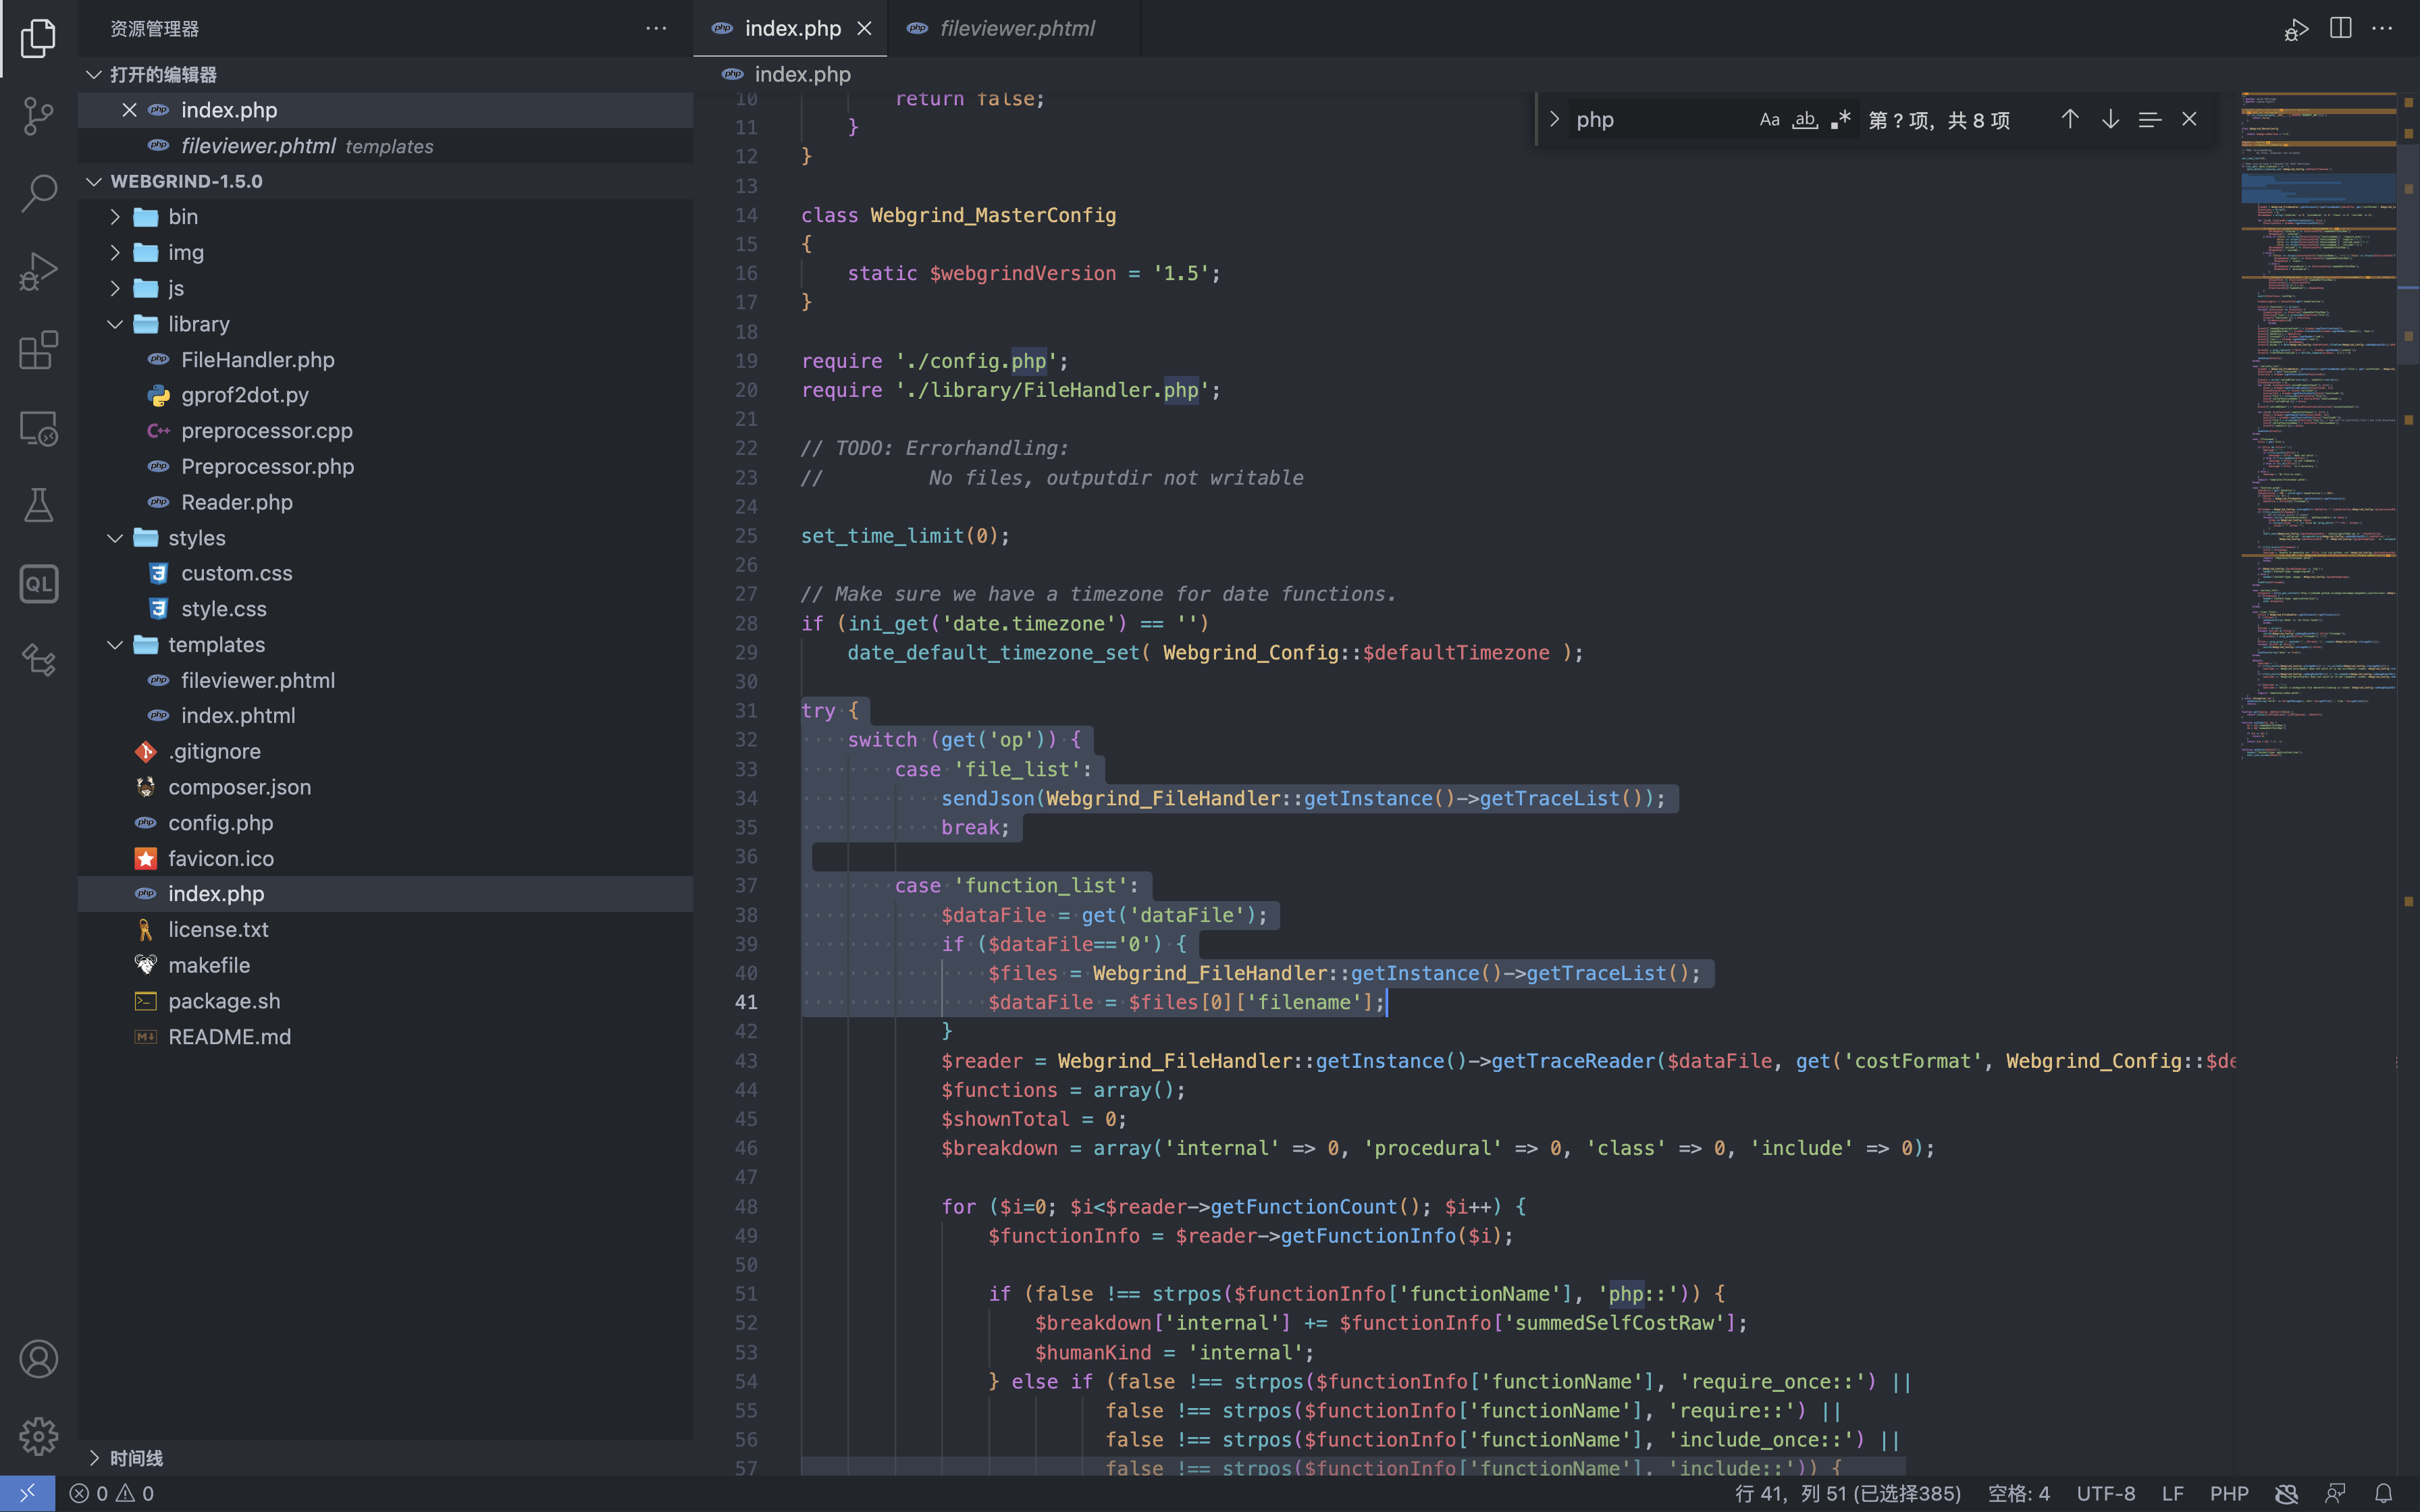 资源管理器
打开的编辑器
index.php
fileviewer.phtml templates
WEBGRIND-1.5.0
bin
img
js
library
FileHandler.php
gprof2dot.py
preprocessor.cpp
Preprocessor.php
Reader.php
styles
custom.css
style.css
templates
fileviewer.phtml
index.phtml
.gitignore
composer.json
config.php
favicon.ico
index.php
license.txt
makefile
package.sh
README.md
时间线
index.php
fileviewer.phtml
index.php
php
Aa ab .* 第 ? 项，共 8 项
10 return false;
11 }
12 }
13
14 class Webgrind_MasterConfig
15 {
16 static $webgrindVersion = '1.5';
17 }
18
19 require './config.php';
20 require './library/FileHandler.php';
21
22 // TODO: Errorhandling:
23 // No files, outputdir not writable
24
25 set_time_limit(0);
26
27 // Make sure we have a timezone for date functions.
28 if (ini_get('date.timezone') == '')
29 date_default_timezone_set( Webgrind_Config::$defaultTimezone );
30
31 try {
32 switch (get('op')) {
33 case 'file_list':
34 sendJson(Webgrind_FileHandler::getInstance()->getTraceList());
35 break;
36
37 case 'function_list':
38 $dataFile = get('dataFile');
39 if ($dataFile=='0') {
40 $files = Webgrind_FileHandler::getInstance()->getTraceList();
41 $dataFile = $files[0]['filename'];
42 }
43 $reader = Webgrind_FileHandler::getInstance()->getTraceReader($dataFile, get('costFormat', Webgrind_Config::$de
44 $functions = array();
45 $shownTotal = 0;
46 $breakdown = array('internal' => 0, 'procedural' => 0, 'class' => 0, 'include' => 0);
47
48 for ($i=0; $i<$reader->getFunctionCount(); $i++) {
49 $functionInfo = $reader->getFunctionInfo($i);
50
51 if (false !== strpos($functionInfo['functionName'], 'php::')) {
52 $breakdown['internal'] += $functionInfo['summedSelfCostRaw'];
53 $humanKind = 'internal';
54 } else if (false !== strpos($functionInfo['functionName'], 'require_once::') ||
55 false !== strpos($functionInfo['functionName'], 'require::') ||
56 false !== strpos($functionInfo['functionName'], 'include_once::') ||
57 false !== strpos($functionInfo['functionName'], 'include::')) {
0 0
行 41，列 51 (已选择385) 空格: 4 UTF-8 LF PHP